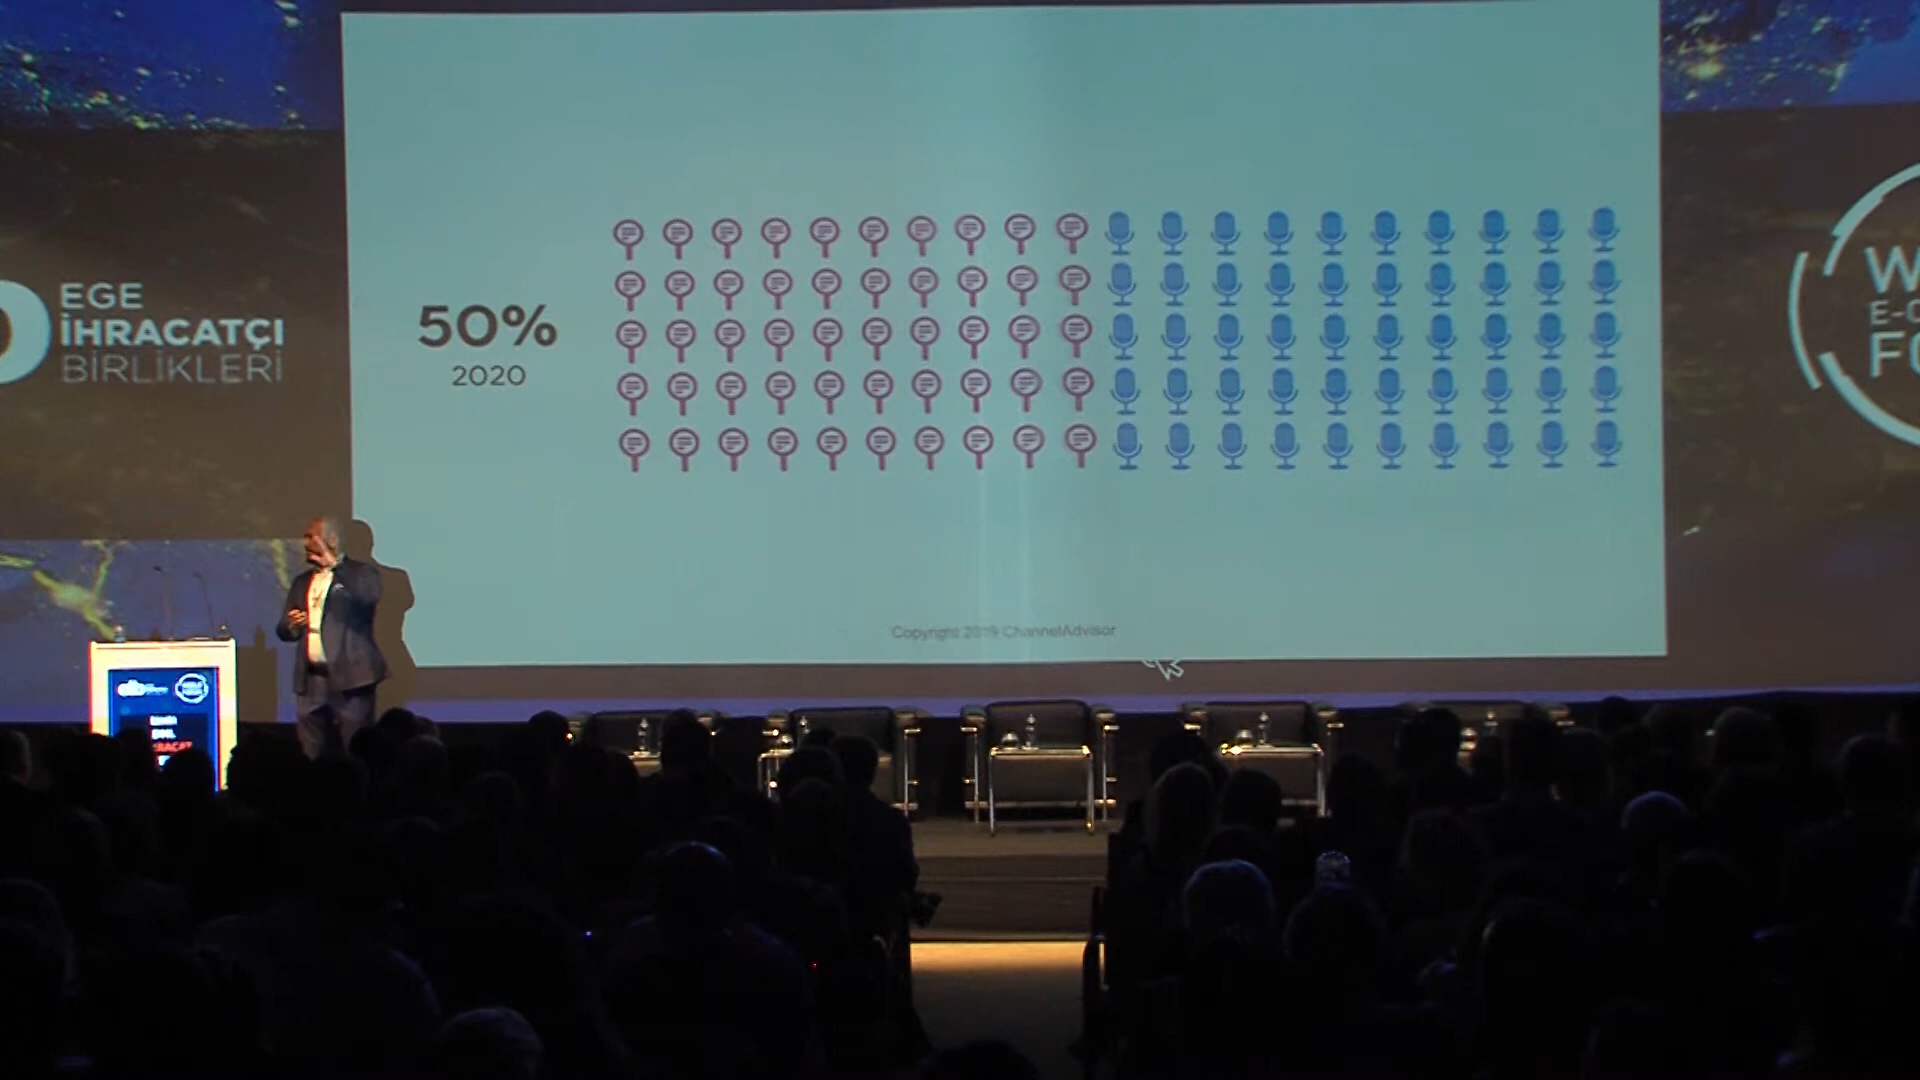 EGE
İHRACATÇI
BİRLİKLERİ
50%
2020
Copyright 2019 ChannelAdvisor